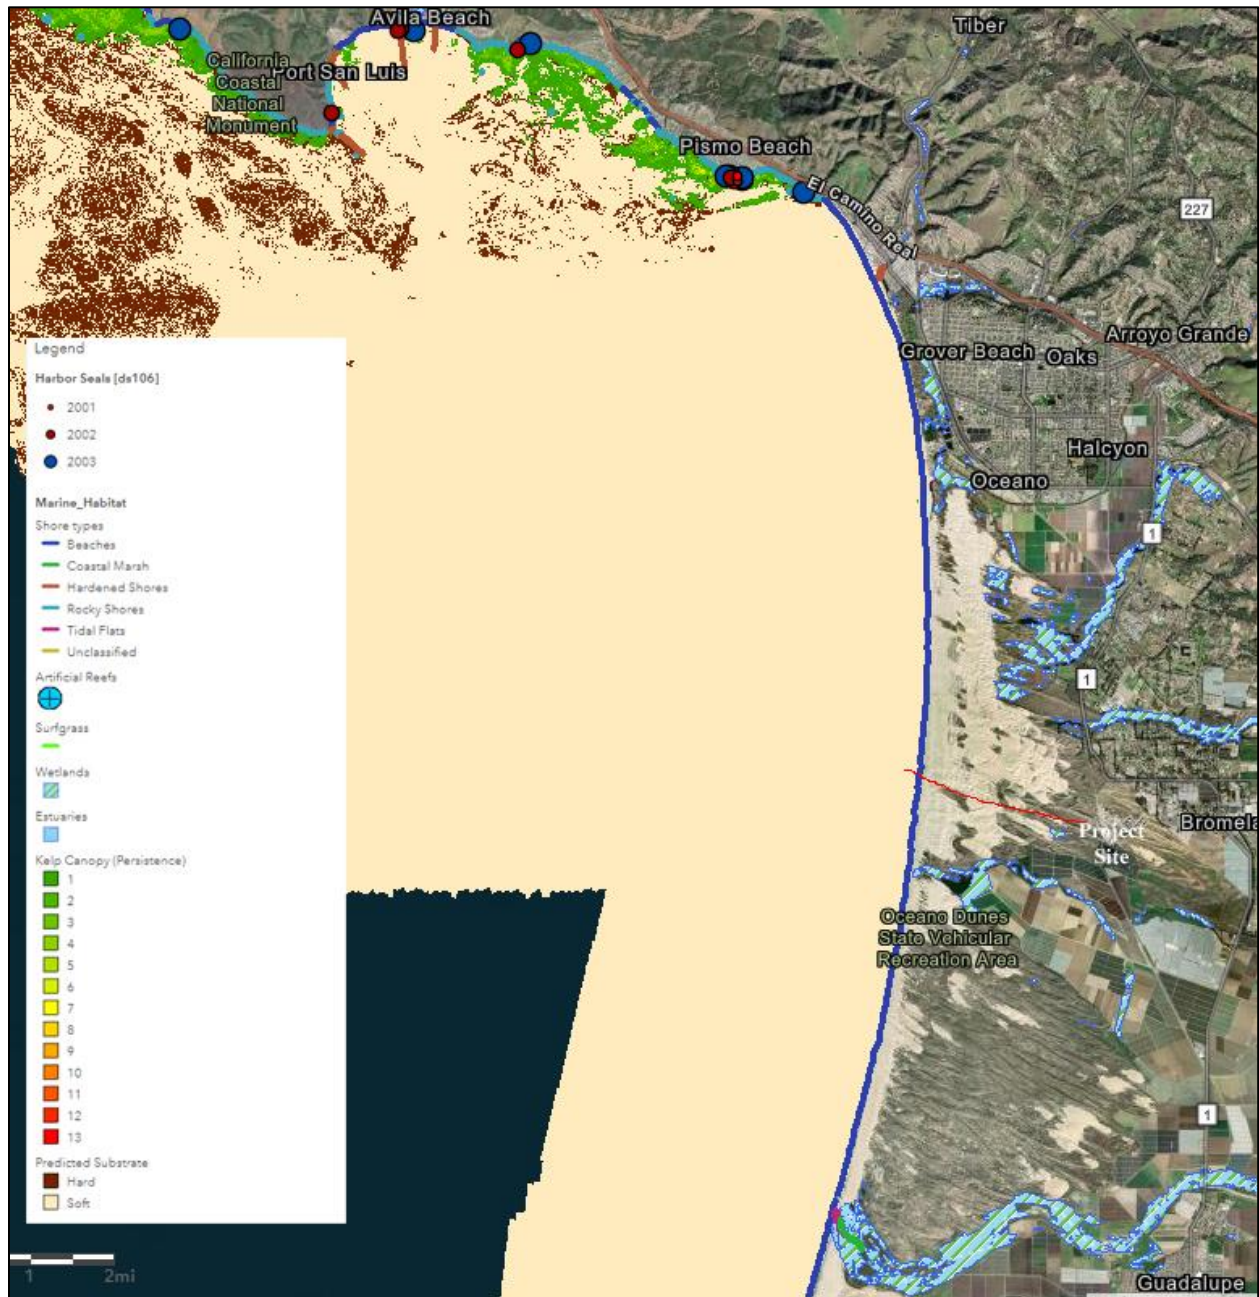 Avila Beach
Tiber
California
Coastal
National
Monument
Port San Luis
Pismo Beach
El Camino Real
227
Grover Beach
Oaks
Arroyo Grande
Halcyon
Oceano
1
1
Bromela
Project
Site
Oceano Dunes
State Vehicular
Recreation Area
1
Guadalupe
Legend
Harbor Seals [ds106]
2001
2002
2003
Marine_Habitat
Shore types
Beaches
Coastal Marsh
Hardened Shores
Rocky Shores
Tidal Flats
Unclassified
Artificial Reefs
Surfgrass
Wetlands
Estuaries
Kelp Canopy (Persistence)
1
2
3
4
5
6
7
8
9
10
11
12
13
Predicted Substrate
Hard
Soft
1 2mi